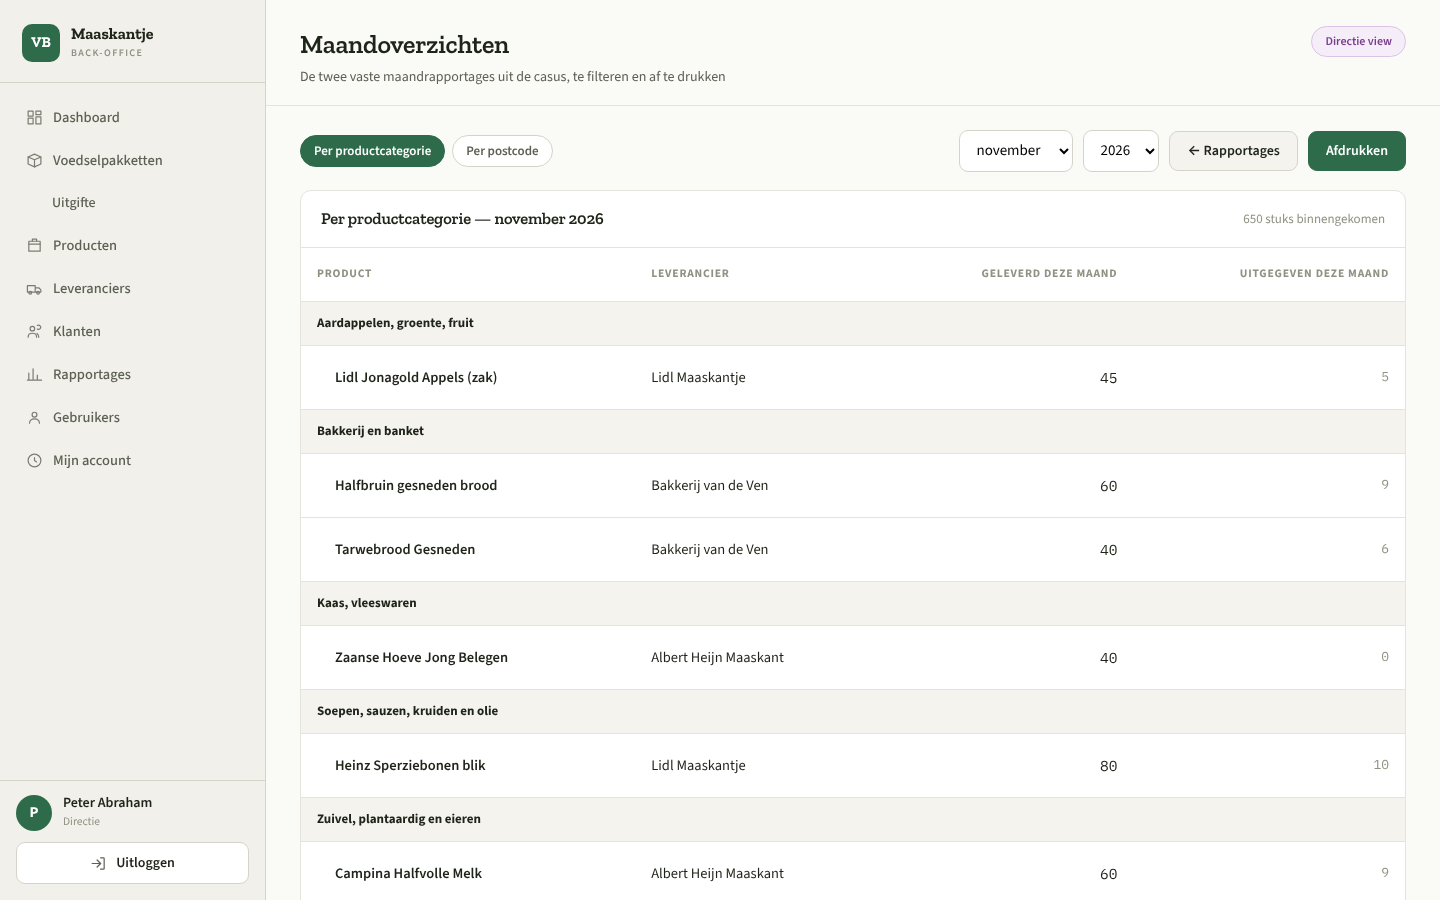 VB
Maaskantje
BACK-OFFICE
Dashboard
Voedselpakketten
Uitgifte
Producten
Leveranciers
Klanten
Rapportages
Gebruikers
Mijn account
P
Peter Abraham
Directie
Uitloggen
Maandoverzichten
De twee vaste maandrapportages uit de casus, te filteren en af te drukken
Directie view
Per productcategorie Per postcode november 2026 ← Rapportages Afdrukken
Per productcategorie — november 2026 650 stuks binnengekomen
PRODUCT LEVERANCIER GELEVERD DEZE MAAND UITGEGEVEN DEZE MAAND
Aardappelen, groente, fruit
Lidl Jonagold Appels (zak) Lidl Maaskantje 45 5
Bakkerij en banket
Halfbruin gesneden brood Bakkerij van de Ven 60 9
Tarwebrood Gesneden Bakkerij van de Ven 40 6
Kaas, vleeswaren
Zaanse Hoeve Jong Belegen Albert Heijn Maaskant 40 0
Soepen, sauzen, kruiden en olie
Heinz Sperziebonen blik Lidl Maaskantje 80 10
Zuivel, plantaardig en eieren
Campina Halfvolle Melk Albert Heijn Maaskant 60 9